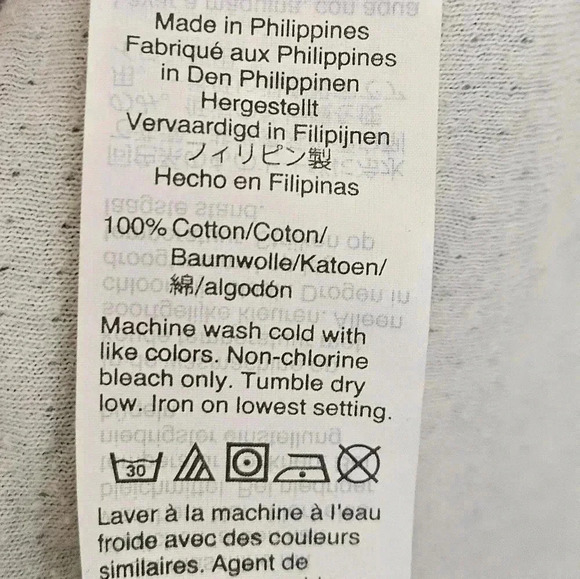 Made in Philippines
Fabriqué aux Philippines
in Den Philippinen
Hergestellt
Vervaardigd in Filipijnen
フィリピン製
Hecho en Filipinas
100% Cotton/Coton/
Baumwolle/Katoen/
綿/algodón
Machine wash cold with
like colors. Non-chlorine
bleach only. Tumble dry
low. Iron on lowest setting.
30
Laver à la machine à l'eau
froide avec des couleurs
similaires. Agent de